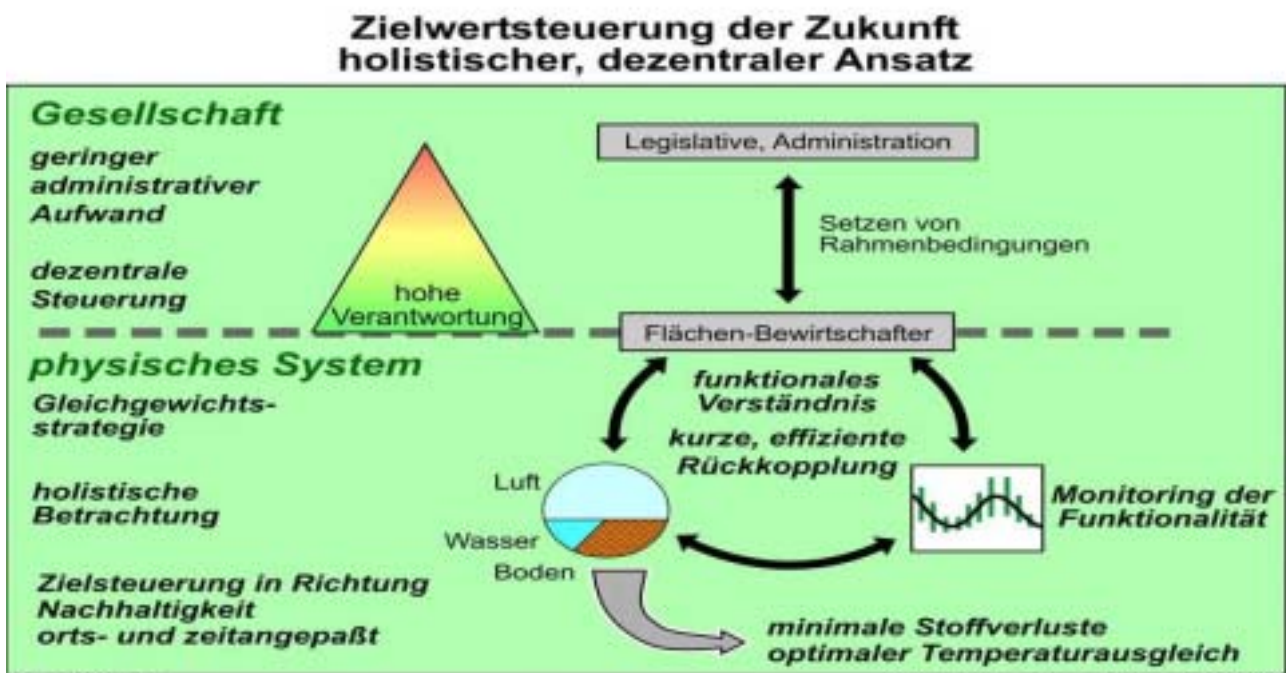 Zielwertsteuerung der Zukunft
holistischer, dezentraler Ansatz
Gesellschaft
geringer
administrativer
Aufwand
dezentrale
Steuerung
hohe
Verantwortung
Legislative, Administration
Setzen von
Rahmenbedingungen
Flächen-Bewirtschafter
physisches System
Gleichgewichts-
strategie
holistische
Betrachtung
Zielsteuerung in Richtung
Nachhaltigkeit
orts- und zeitangepaßt
funktionales
Verständnis
kurze, effiziente
Rückkopplung
Luft
Wasser
Boden
Monitoring der
Funktionalität
minimale Stoffverluste
optimaler Temperaturausgleich